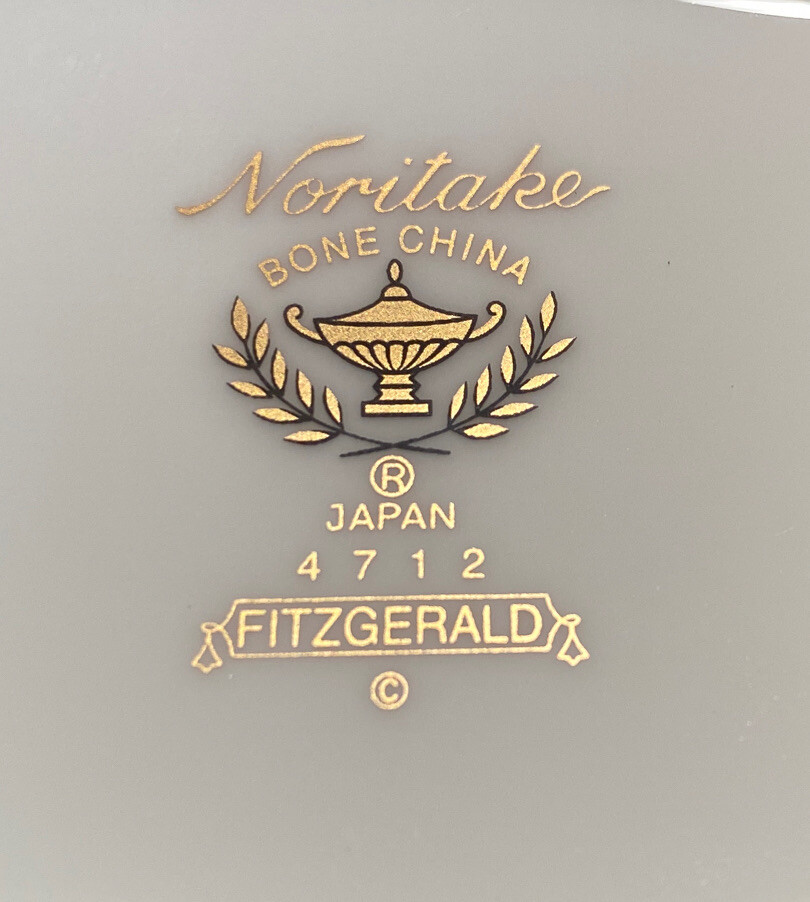 Noritake
BONE CHINA
®
JAPAN
4712
FITZGERALD
©